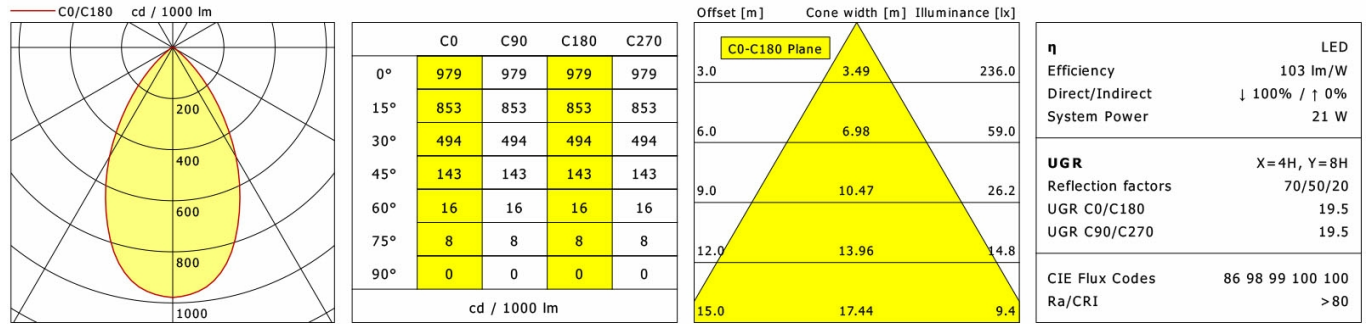 C0/C180 cd / 1000 lm
200
400
600
800
1000
C0 C90 C180 C270
0° 979 979 979 979
15° 853 853 853 853
30° 494 494 494 494
45° 143 143 143 143
60° 16 16 16 16
75° 8 8 8 8
90° 0 0 0 0
cd / 1000 lm
Offset [m] Cone width [m] Illuminance [lx]
C0-C180 Plane
3.0 3.49 236.0
6.0 6.98 59.0
9.0 10.47 26.2
12.0 13.96 14.8
15.0 17.44 9.4
η LED
Efficiency 103 lm/W
Direct/Indirect ↓ 100% / ↑ 0%
System Power 21 W
UGR X=4H, Y=8H
Reflection factors 70/50/20
UGR C0/C180 19.5
UGR C90/C270 19.5
CIE Flux Codes 86 98 99 100 100
Ra/CRI >80